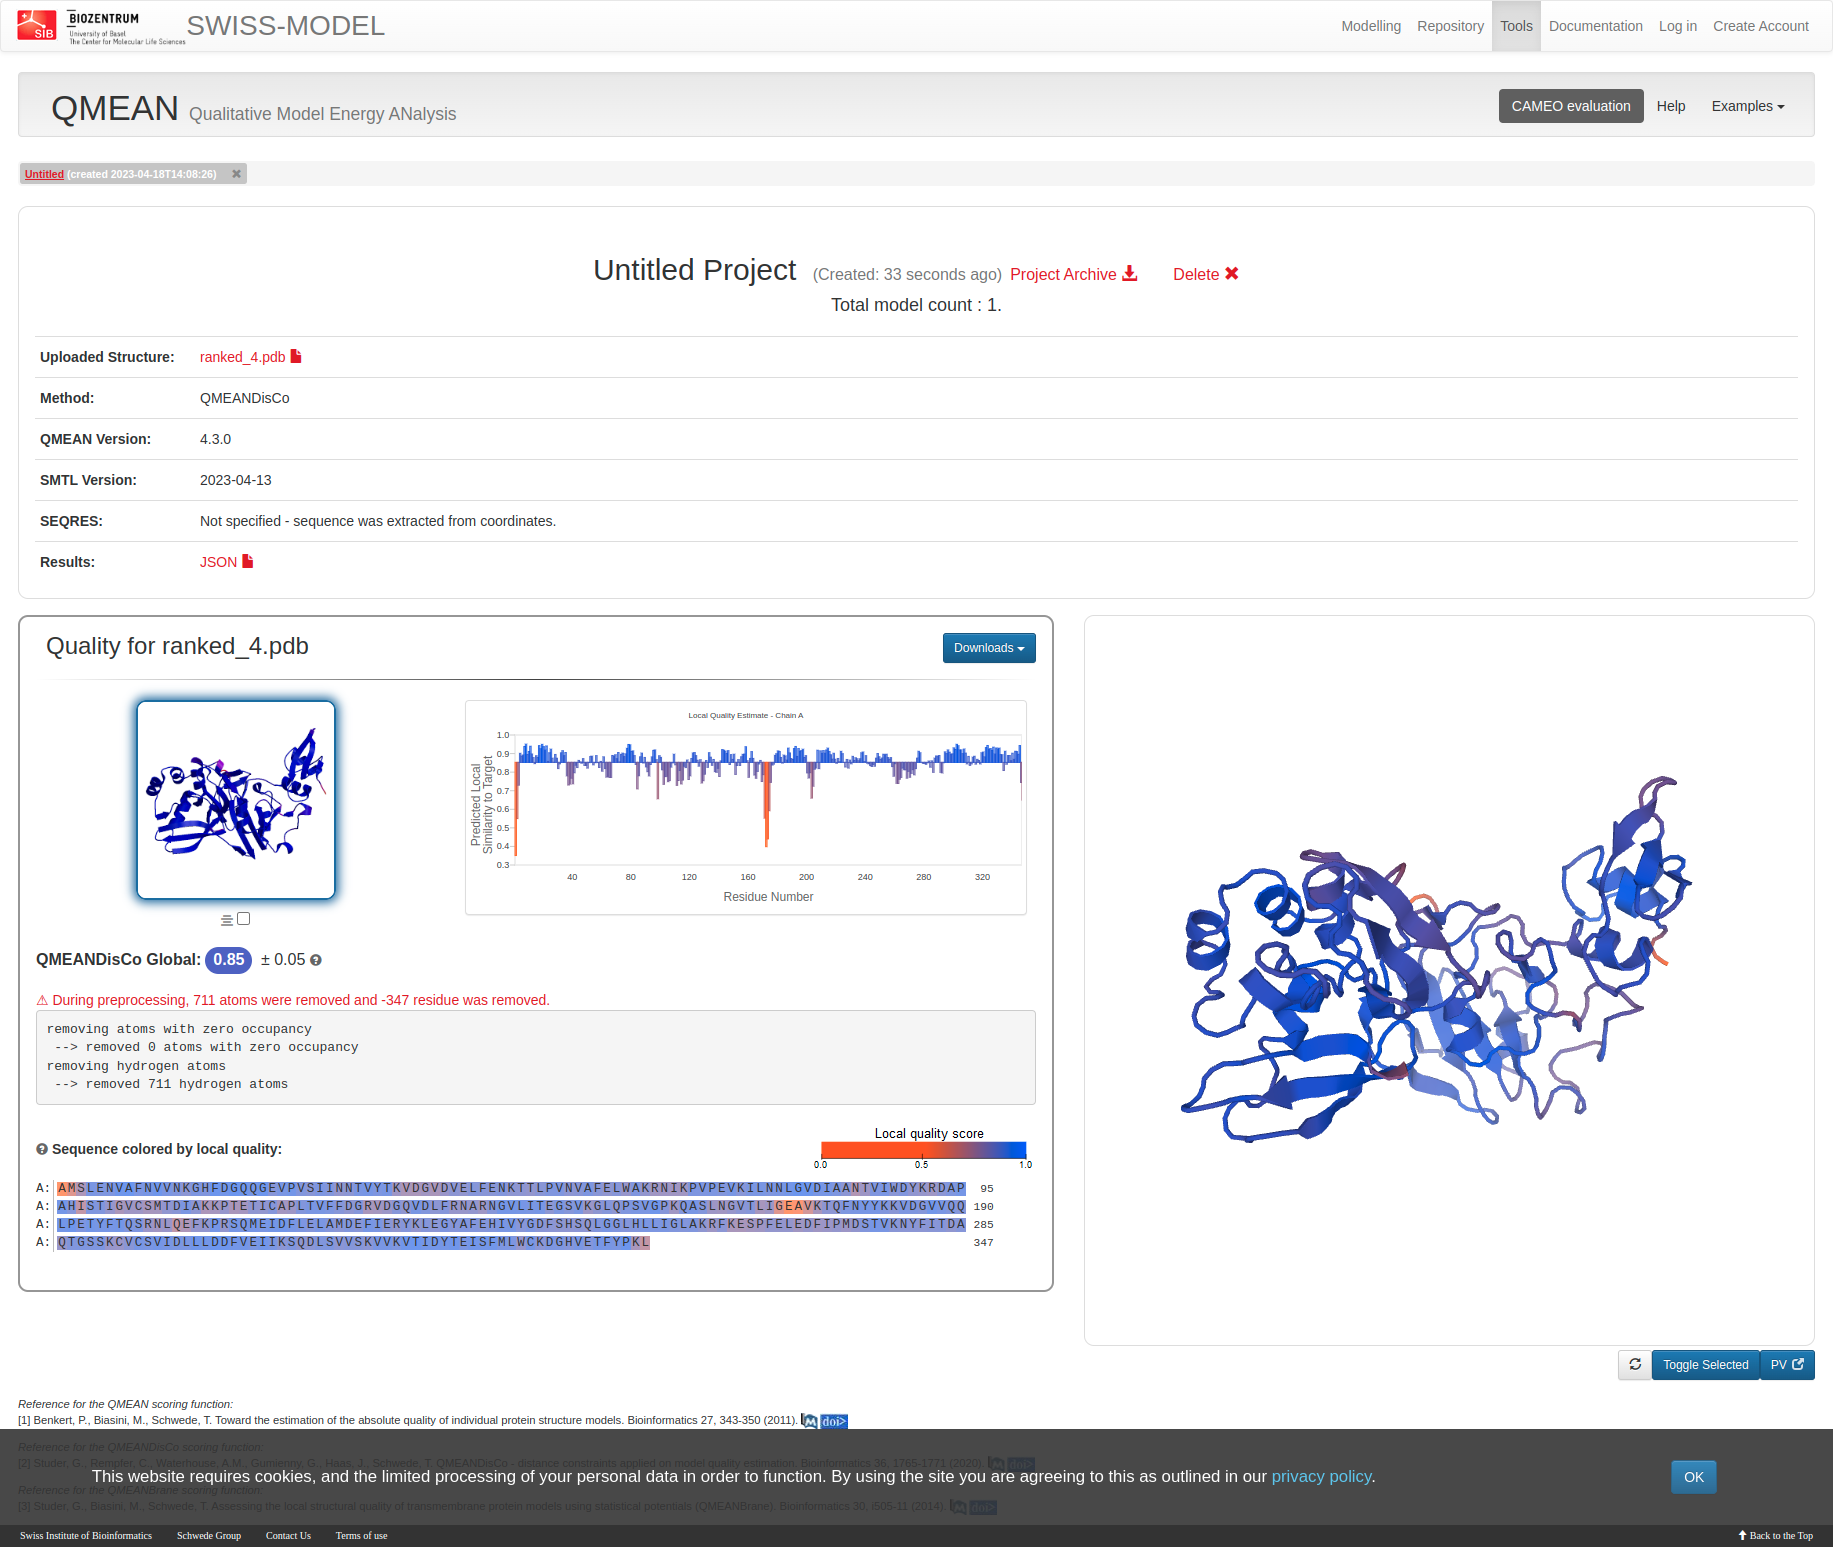 SIB
BIOZENTRUM
University of Basel
The Center for Molecular Life Sciences
SWISS-MODEL
Modelling Repository Tools Documentation Log in Create Account
QMEAN Qualitative Model Energy ANalysis
CAMEO evaluation Help Examples
Untitled (created 2023-04-18T14:08:26) ✖
Untitled Project (Created: 33 seconds ago) Project Archive Delete ✖
Total model count : 1.
Uploaded Structure: ranked_4.pdb
Method: QMEANDisCo
QMEAN Version: 4.3.0
SMTL Version: 2023-04-13
SEQRES: Not specified - sequence was extracted from coordinates.
Results: JSON
Quality for ranked_4.pdb
Downloads
Local Quality Estimate - Chain A
Predicted Local
Similarity to Target
1.0
0.9
0.8
0.7
0.6
0.5
0.4
0.3
40 80 120 160 200 240 280 320
Residue Number
QMEANDisCo Global: 0.85 ± 0.05
⚠ During preprocessing, 711 atoms were removed and -347 residue was removed.
removing atoms with zero occupancy
--> removed 0 atoms with zero occupancy
removing hydrogen atoms
--> removed 711 hydrogen atoms
Sequence colored by local quality:
Local quality score
0.0 0.5 1.0
A: AMSLENVAFNVVNKGHFDGQQGEVPVSIINNTVYTKVDGVDVELFENKTTLPVNVAFELWAKRNIKPVPEVKILNNLGVDIAANTVIWDYKRDAP 95
A: AHISTIGVCSMTDIAKKPTETICAPLTVFFDGRVDGQVDLFRNARNGVLITEGSVKGLQPSVGPKQASLNGVTLIGEAVKTQFNYYKKVDGVVQQ 190
A: LPETYFTQSRNLQEFKPRSQMEIDFLELAMDEFIERYKLEGYAFEHIVYGDFSHSQLGGLHLLIGLAKRFKESPFELEDFIPMDSTVKNYFITDA 285
A: QTGSSKCVCSVIDLLLDDFVEIIKSQDLSVVSKVVKVTIDYTEISFMLWCKDGHVETFYPKL 347
Toggle Selected PV
Reference for the QMEAN scoring function:
[1] Benkert, P., Biasini, M., Schwede, T. Toward the estimation of the absolute quality of individual protein structure models. Bioinformatics 27, 343-350 (2011). M doi>
Reference for the QMEANDisCo scoring function:
[2] Studer, G., Rempfer, C., Waterhouse, A.M., Gumienny, G., Haas, J., Schwede, T. QMEANDisCo - distance constraints applied on model quality estimation. Bioinformatics 36, 1765-1771 (2020). M doi>
This website requires cookies, and the limited processing of your personal data in order to function. By using the site you are agreeing to this as outlined in our privacy policy.
OK
Reference for the QMEANBrane scoring function:
[3] Studer, G., Biasini, M., Schwede, T. Assessing the local structural quality of transmembrane protein models using statistical potentials (QMEANBrane). Bioinformatics 30, i505-11 (2014). M doi>
Swiss Institute of Bioinformatics Schwede Group Contact Us Terms of use
Back to the Top